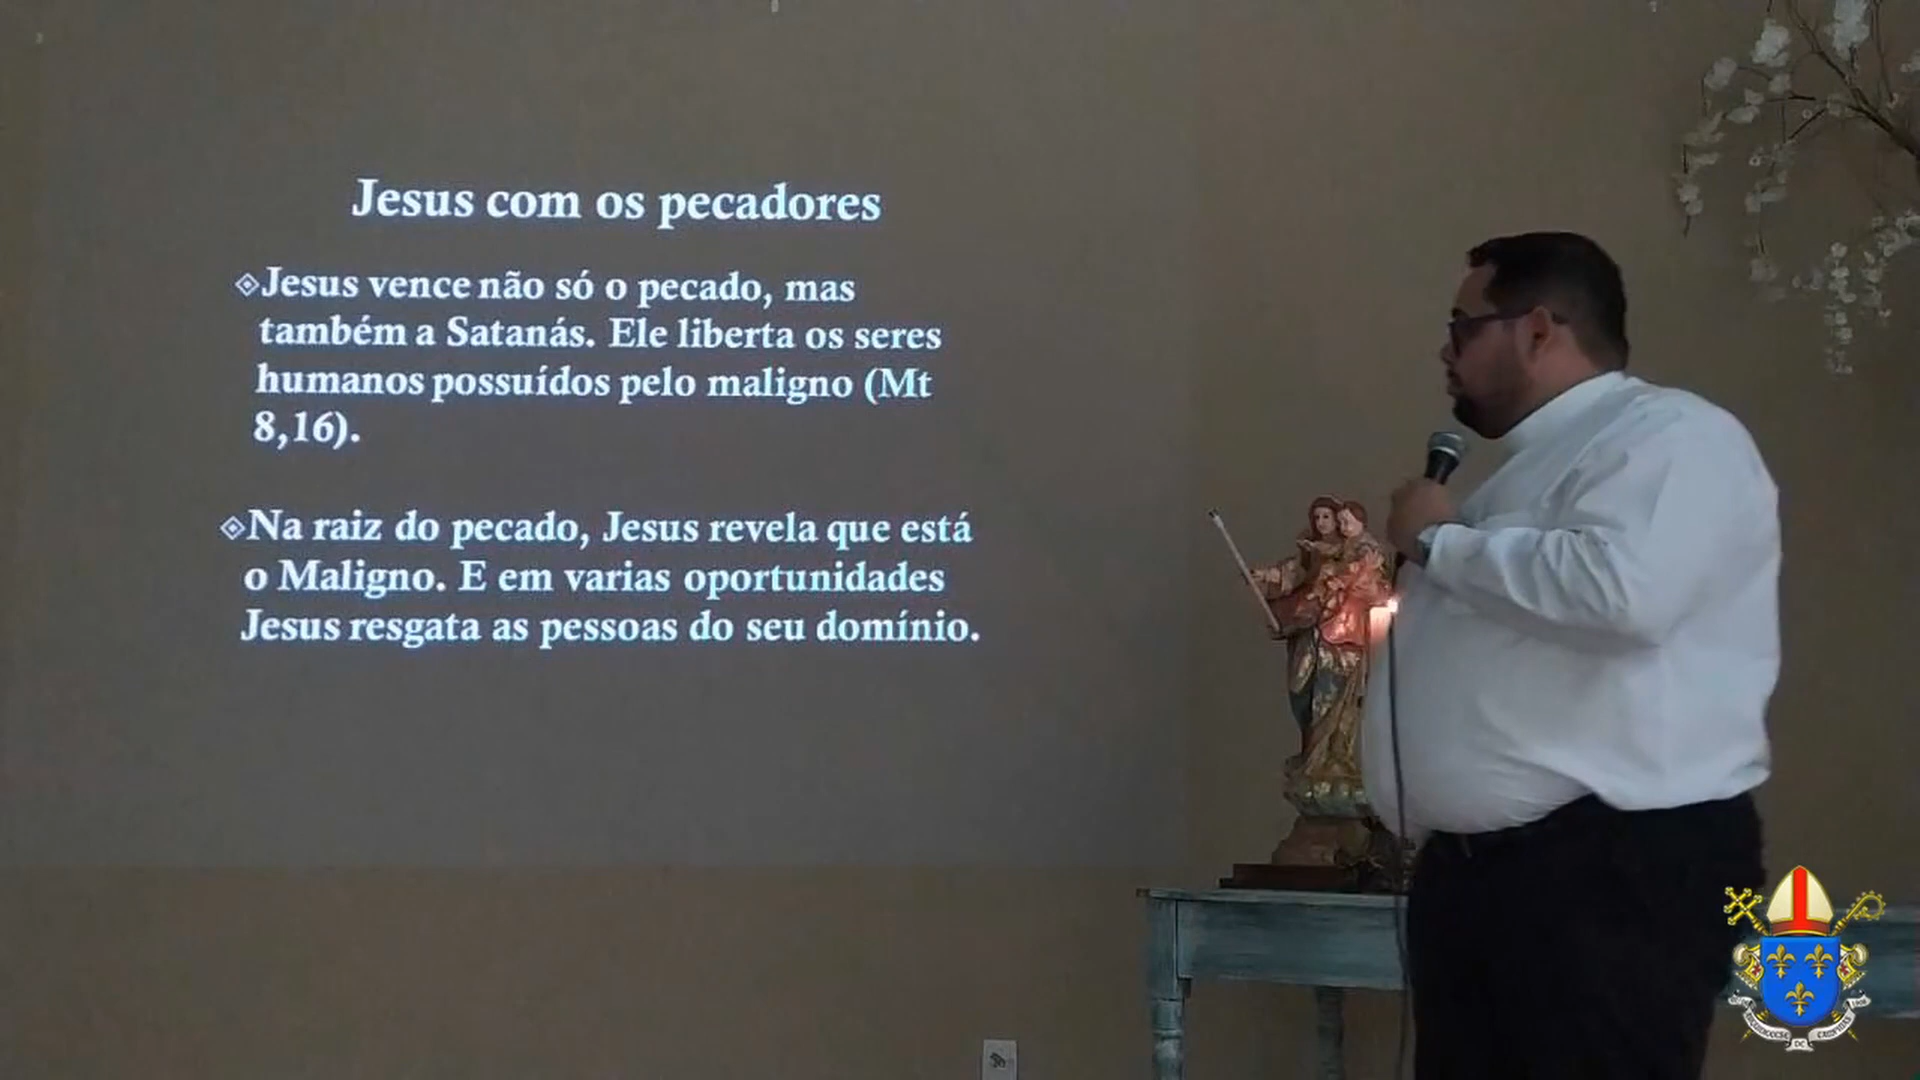 Jesus com os pecadores
Jesus vence não só o pecado, mas
também a Satanás. Ele liberta os seres
humanos possuídos pelo maligno (Mt
8,16).
Na raiz do pecado, Jesus revela que está
o Maligno. E em varias oportunidades
Jesus resgata as pessoas do seu domínio.